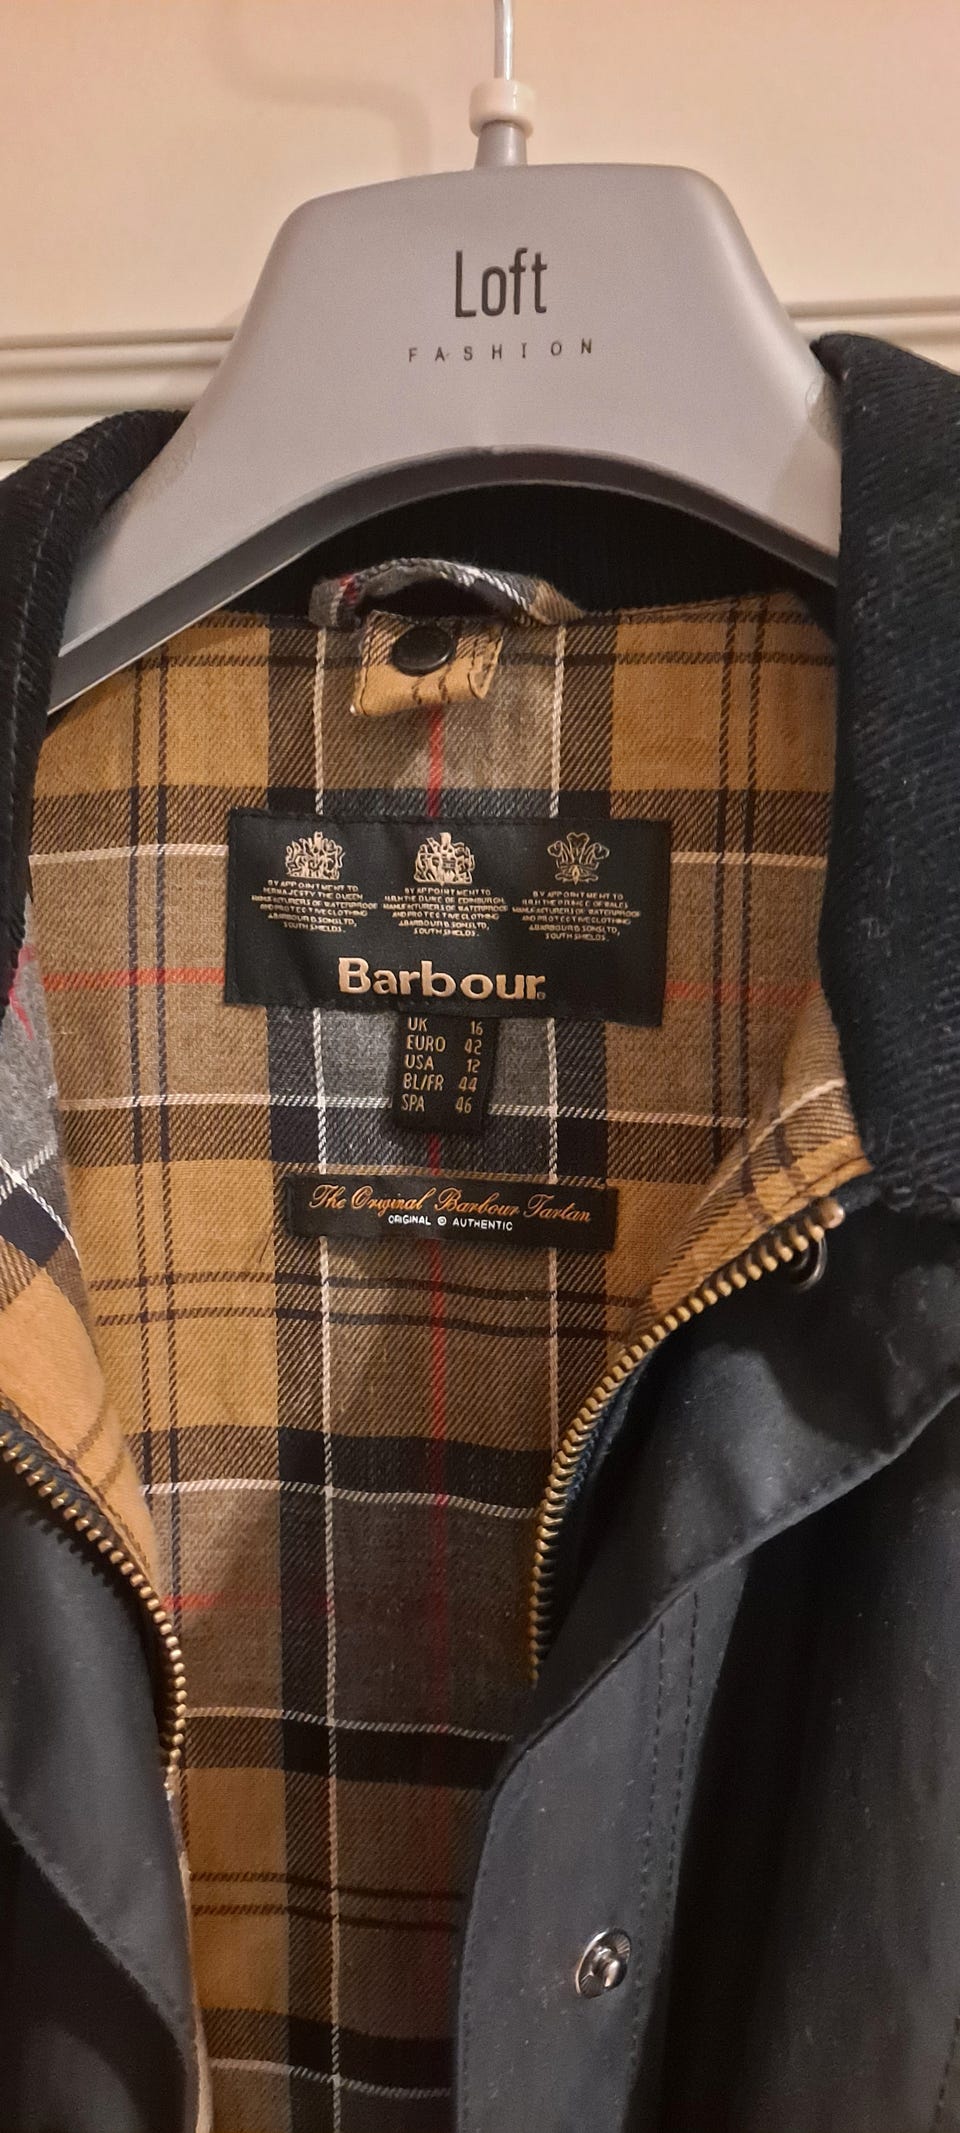 Loft
FASHION
BY APPOINTMENT TO
HER MAJESTY THE QUEEN
MANUFACTURERS OF WATERPROOF
AND PROTECTIVE CLOTHING
J.BARBOUR & SONS LTD,
SOUTH SHIELDS.
BY APPOINTMENT TO
H.R.H THE DUKE OF EDINBURGH
MANUFACTURERS OF WATERPROOF
AND PROTECTIVE CLOTHING
J.BARBOUR & SONS LTD,
SOUTH SHIELDS.
BY APPOINTMENT TO
H.R.H THE PRINCE OF WALES
MANUFACTURERS OF WATERPROOF
AND PROTECTIVE CLOTHING
J.BARBOUR & SONS LTD,
SOUTH SHIELDS.
Barbour
UK 16
EURO 42
USA 12
BL/FR 44
SPA 46
The Original Barbour Tartan
ORIGINAL © AUTHENTIC